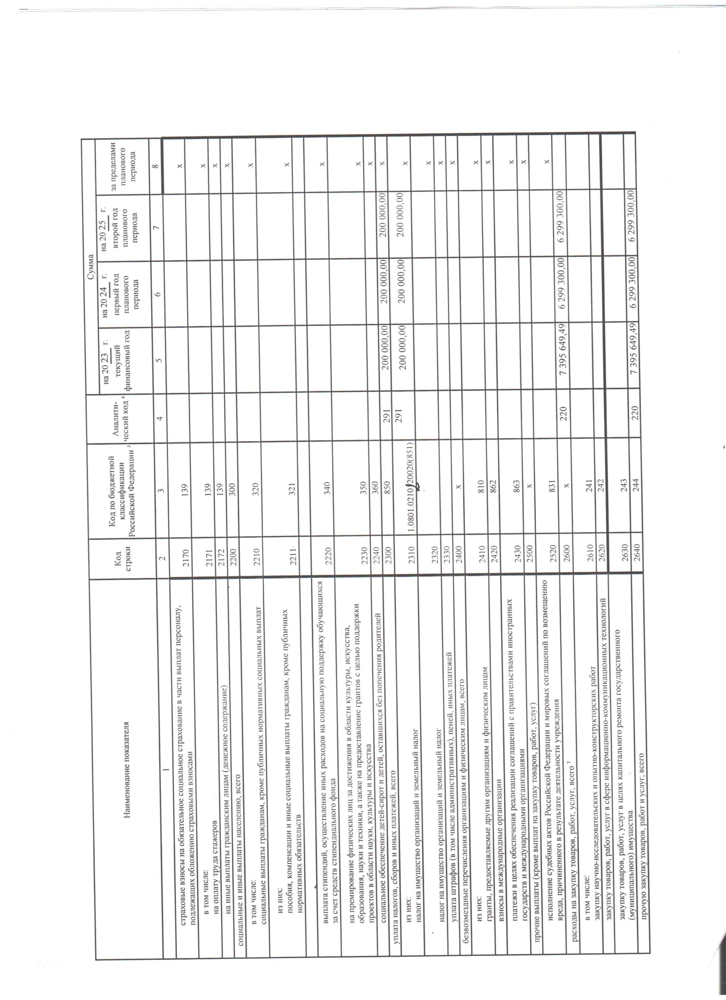 Наименование показателя
Код
строки
Код по бюджетной
классификации
Российской Федерации 3
Аналити-
ческий код 4
Сумма
на 20 23 г.
текущий
финансовый год
на 20 24 г.
первый год
планового
периода
на 20 25 г.
второй год
планового
периода
за пределами
планового
периода
1 2 3 4 5 6 7 8
страховые взносы на обязательное социальное страхование в части выплат персоналу,
подлежащих обложению страховыми взносами 2170 139 х
в том числе:
на оплату труда стажеров 2171 139 х
на иные выплаты гражданским лицам (денежное содержание) 2172 139 х
социальные и иные выплаты населению, всего 2200 300 х
в том числе:
социальные выплаты гражданам, кроме публичных нормативных социальных выплат 2210 320 х
из них:
пособия, компенсации и иные социальные выплаты гражданам, кроме публичных
нормативных обязательств 2211 321 х
выплата стипендий, осуществление иных расходов на социальную поддержку обучающихся
за счет средств стипендиального фонда 2220 340 х
на премирование физических лиц за достижения в области культуры, искусства,
образования, науки и техники, а также на предоставление грантов с целью поддержки
проектов в области науки, культуры и искусства 2230 350 х
социальное обеспечение детей-сирот и детей, оставшихся без попечения родителей 2240 360 х
уплата налогов, сборов и иных платежей, всего 2300 850 291 200 000,00 200 000,00 200 000,00 х
из них:
налог на имущество организаций и земельный налог 2310 1.0801.0210 20020(851) 291 200 000,00 200 000,00 200 000,00 х
налог на имущество организаций и земельный налог 2320 х
уплата штрафов (в том числе административных), пеней, иных платежей 2330 х
безвозмездные перечисления организациям и физическим лицам, всего 2400 х х
из них:
гранты, предоставляемые другим организациям и физическим лицам 2410 810 х
взносы в международные организации 2420 862 х
платежи в целях обеспечения реализации соглашений с правительствами иностранных
государств и международными организациями 2430 863 х
прочие выплаты (кроме выплат на закупку товаров, работ, услуг) 2500 х х
исполнение судебных актов Российской Федерации и мировых соглашений по возмещению
вреда, причиненного в результате деятельности учреждения 2520 831 х
расходы на закупку товаров, работ, услуг, всего 7 2600 х 220 7 395 649,49 6 299 300,00 6 299 300,00
в том числе:
закупку научно-исследовательских и опытно-конструкторских работ 2610 241
закупку товаров, работ, услуг в сфере информационно-коммуникационных технологий 2620 242
закупку товаров, работ, услуг в целях капитального ремонта государственного
(муниципального) имущества 2630 243
прочую закупку товаров, работ и услуг, всего 2640 244 220 7 395 649,49 6 299 300,00 6 299 300,00